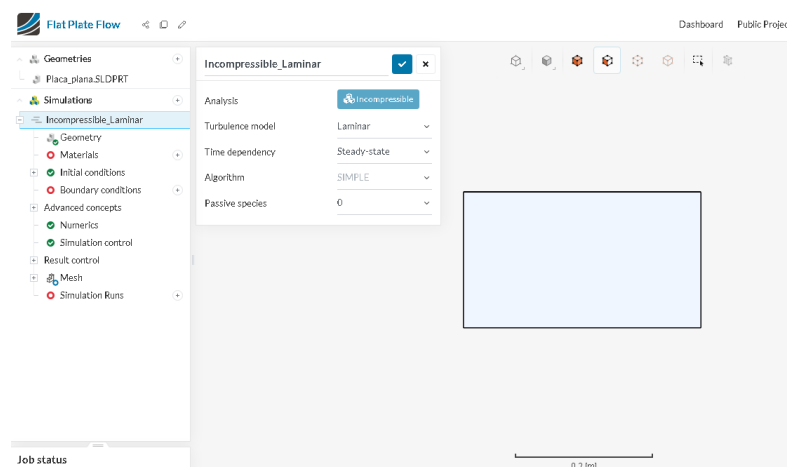 Flat Plate Flow
Dashboard
Public Projec
Geometries
Placa_plana.SLDPRT
Simulations
Incompressible_Laminar
Geometry
Materials
Initial conditions
Boundary conditions
Advanced concepts
Numerics
Simulation control
Result control
Mesh
Simulation Runs
Job status
Incompressible_Laminar
Analysis
Incompressible
Turbulence model
Laminar
Time dependency
Steady-state
Algorithm
SIMPLE
Passive species
0